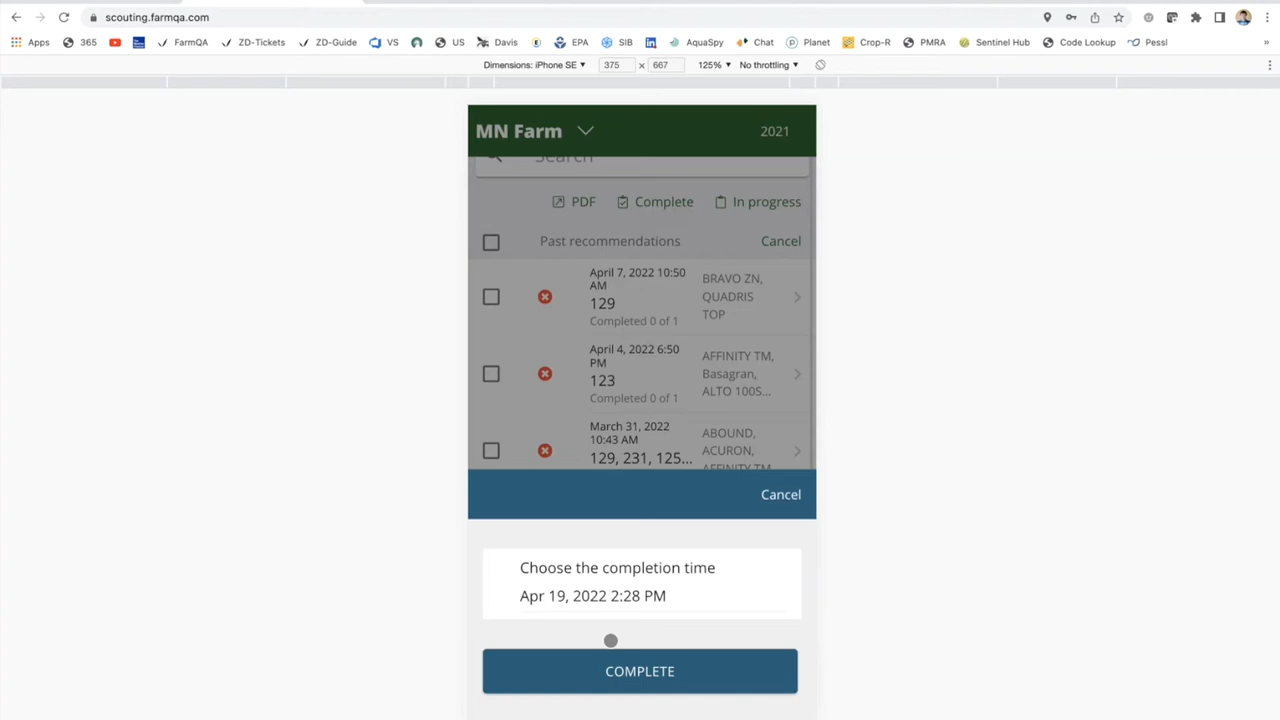 scouting.farmqa.com
Apps 365 FarmQA ZD-Tickets ZD-Guide VS US Davis EPA SIB AquaSpy Chat Planet Crop-R PMRA Sentinel Hub Code Lookup Pessl »
Dimensions: iPhone SE ▼ 375 x 667 125% ▼ No throttling ▼
MN Farm 2021
Search
PDF Complete In progress
Past recommendations Cancel
April 7, 2022 10:50
AM
129
Completed 0 of 1
BRAVO ZN,
QUADRIS
TOP
April 4, 2022 6:50
PM
123
Completed 0 of 1
AFFINITY TM,
Basagran,
ALTO 100S...
March 31, 2022
10:43 AM
129, 231, 125...
ABOUND,
ACURON,
AFFINITY TM
Cancel
Choose the completion time
Apr 19, 2022 2:28 PM
COMPLETE